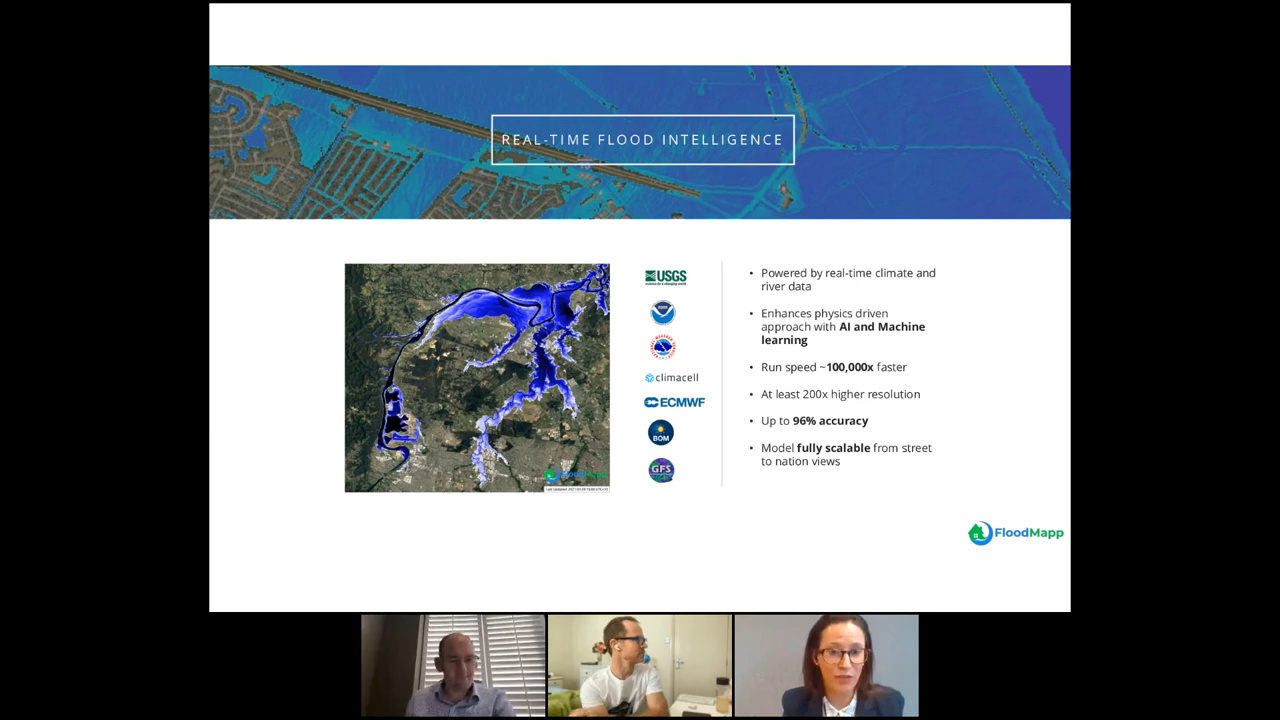 REAL-TIME FLOOD INTELLIGENCE
USGS
climacell
ECMWF
BOM
GFS
FloodMapp
• Powered by real-time climate and
river data
• Enhances physics driven
approach with AI and Machine
learning
• Run speed ~100,000x faster
• At least 200x higher resolution
• Up to 96% accuracy
• Model fully scalable from street
to nation views
FloodMapp